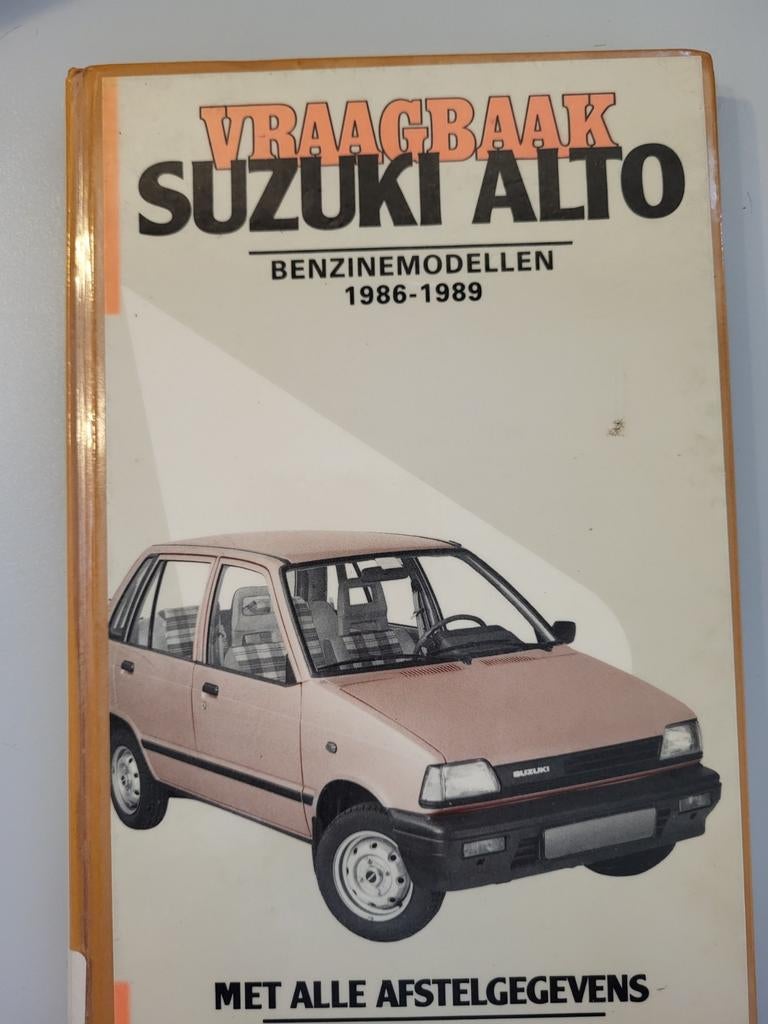 VRAAGBAAK
SUZUKI ALTO
BENZINEMODELLEN
1986-1989
SUZUKI
MET ALLE AFSTELGEGEVENS